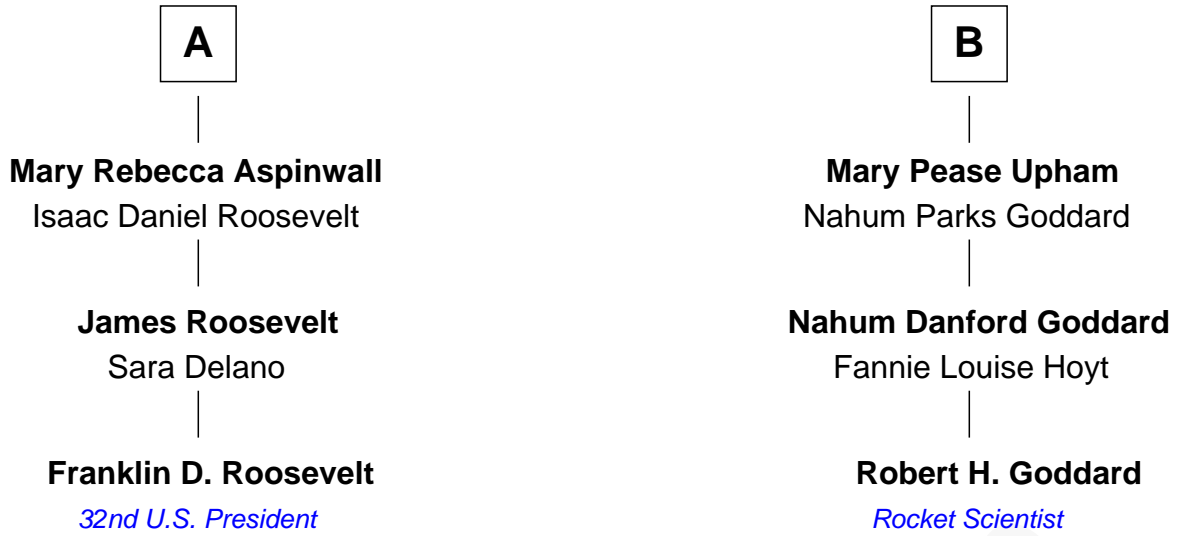 A
Mary Rebecca Aspinwall
Isaac Daniel Roosevelt
James Roosevelt
Sara Delano
Franklin D. Roosevelt
32nd U.S. President
B
Mary Pease Upham
Nahum Parks Goddard
Nahum Danford Goddard
Fannie Louise Hoyt
Robert H. Goddard
Rocket Scientist